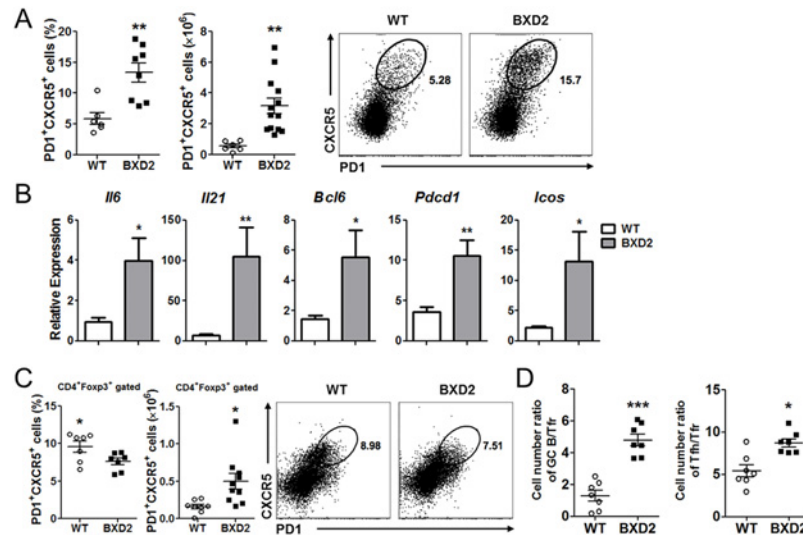 A
PD1⁺CXCR5⁺ cells (%)
20
15
10
5
0
**
WT BXD2
PD1⁺CXCR5⁺ cells (×10⁶)
8
6
4
2
0
**
WT BXD2
WT BXD2
CXCR5
5.28 15.7
PD1
B
Relative Expression
Il6 Il21 Bcl6 Pdcd1 Icos
6
4
2
0
*
150
100
50
0
**
8
6
4
2
0
*
15
10
5
0
**
20
15
10
5
0
*
WT
BXD2
C
CD4⁺Foxp3⁺ gated
PD1⁺CXCR5⁺ cells (%)
15
10
5
0
*
WT BXD2
CD4⁺Foxp3⁺ gated
PD1⁺CXCR5⁺ cells (×10⁶)
1.5
1.0
0.5
0.0
*
WT BXD2
WT BXD2
CXCR5
8.98 7.51
PD1
D
Cell number ratio
of GC B/Tfr
8
6
4
2
0
***
WT BXD2
Cell number ratio
of Tfh/Tfr
15
10
5
0
*
WT BXD2